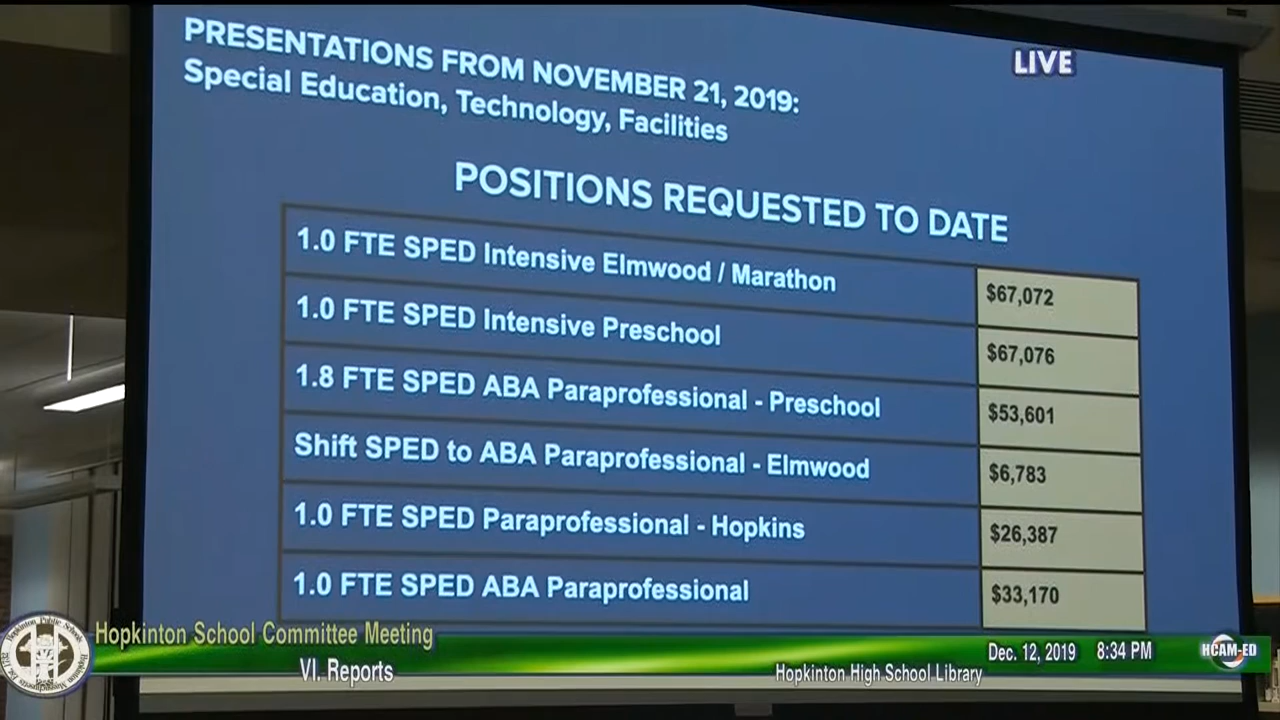 PRESENTATIONS FROM NOVEMBER 21, 2019:
LIVE
Special Education, Technology, Facilities
POSITIONS REQUESTED TO DATE
1.0 FTE SPED Intensive Elmwood / Marathon $67,072
1.0 FTE SPED Intensive Preschool $67,076
1.8 FTE SPED ABA Paraprofessional - Preschool $53,601
Shift SPED to ABA Paraprofessional - Elmwood $6,783
1.0 FTE SPED Paraprofessional - Hopkins $26,387
1.0 FTE SPED ABA Paraprofessional $33,170
Hopkinton School Committee Meeting
Dec. 12, 2019 8:34 PM HCAM-ED
VI. Reports
Hopkinton High School Library
Hopkinton Public Schools